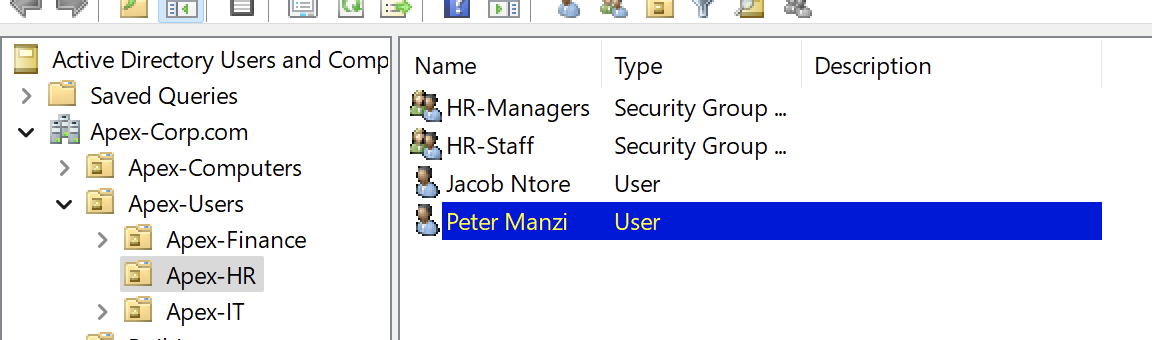 Active Directory Users and Comp
Saved Queries
Apex-Corp.com
Apex-Computers
Apex-Users
Apex-Finance
Apex-HR
Apex-IT
Name Type Description
HR-Managers Security Group ...
HR-Staff Security Group ...
Jacob Ntore User
Peter Manzi User